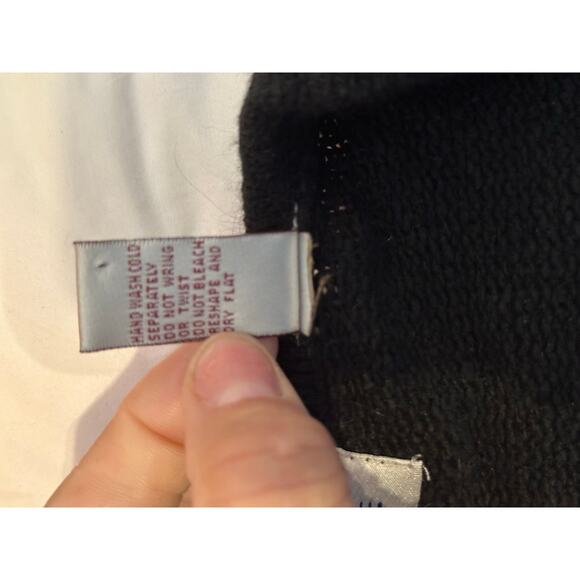 HAND WASH COLD
SEPARATELY
DO NOT WRING
OR TWIST
DO NOT BLEACH
RESHAPE AND
DRY FLAT